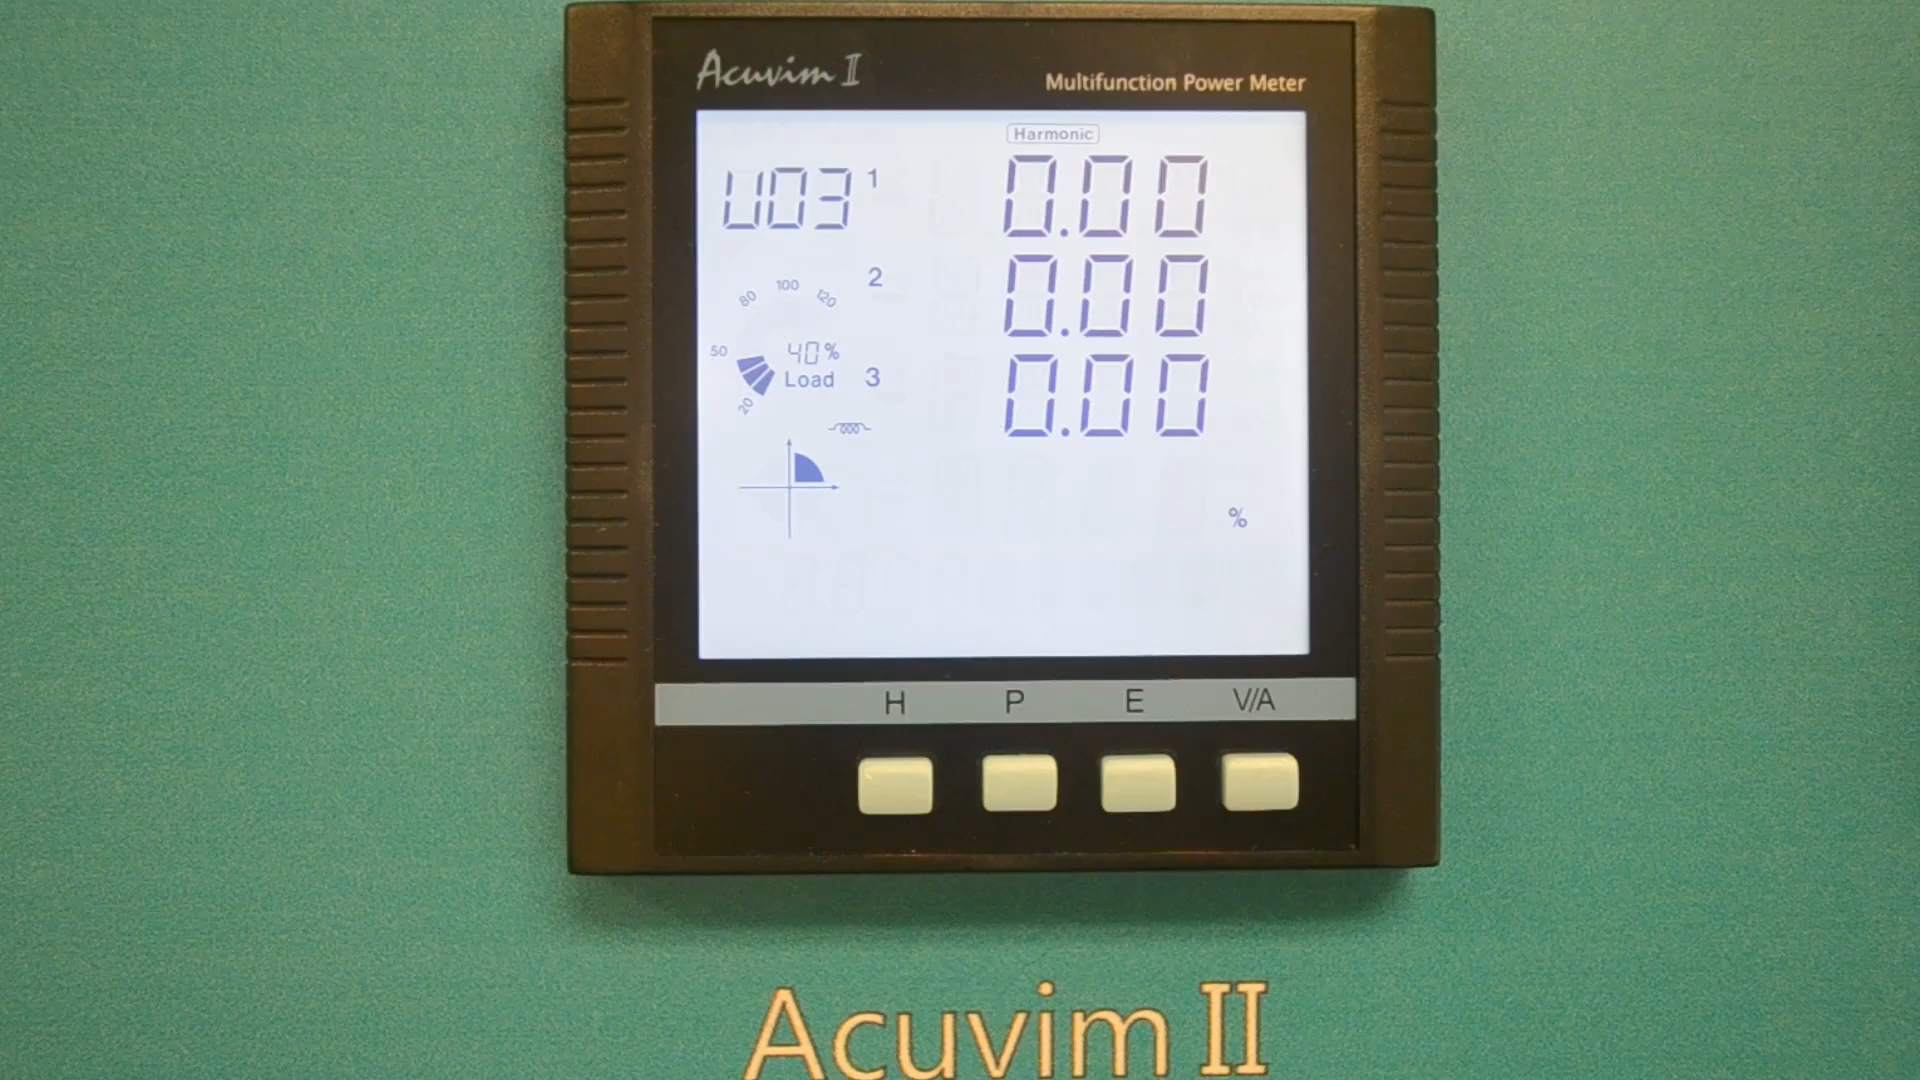 Acuvim II
Multifunction Power Meter
Harmonic
U03 1 0.00
2 0.00
80 100 120
50 40%
Load 3 0.00
20
%
H P E V/A
Acuvim II